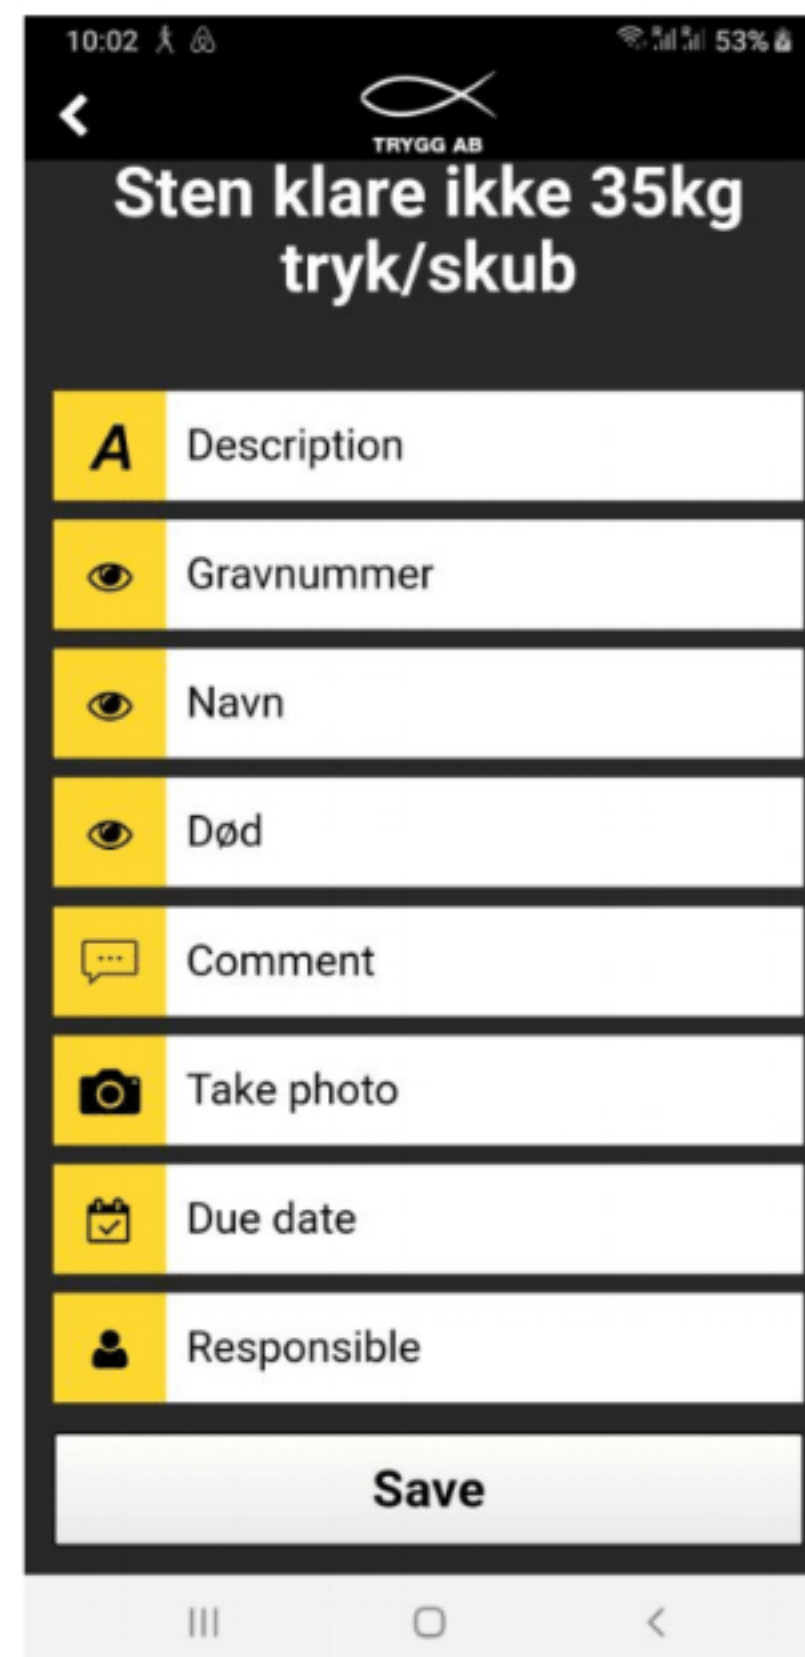 10:02 53%
TRYGG AB
Sten klare ikke 35kg
tryk/skub
A Description
Gravnummer
Navn
Død
Comment
Take photo
Due date
Responsible
Save